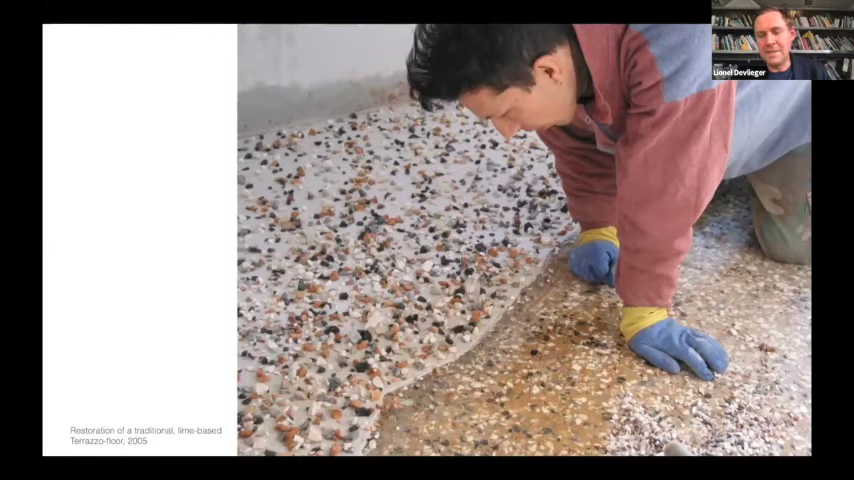 Lionel Devlieger
Restoration of a traditional, lime-based
Terrazzo-floor, 2005